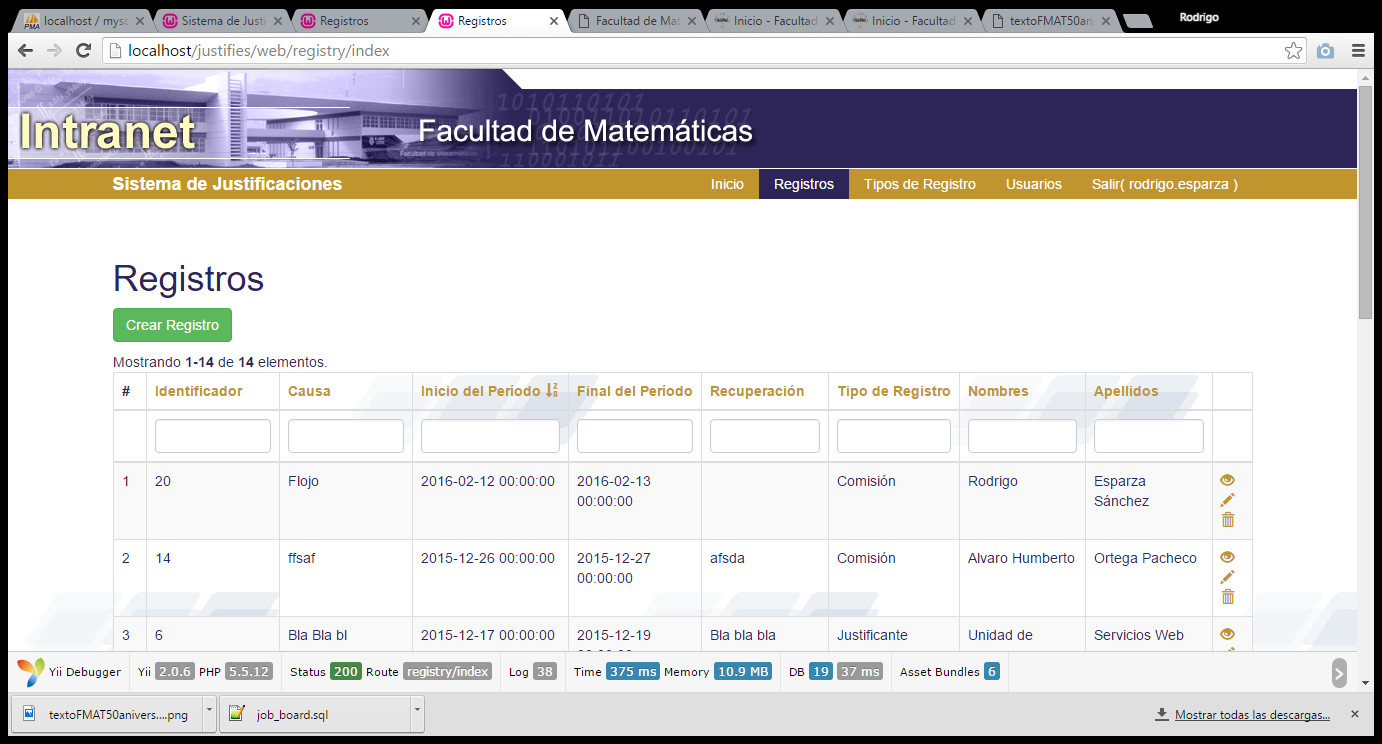 Rodrigo
localhost / mysc
Sistema de Justi
Registros
Registros
Facultad de Mat
Inicio - Facultad
Inicio - Facultad
textoFMAT50ani
localhost/justifies/web/registry/index
Intranet
Facultad de Matemáticas
Sistema de Justificaciones
Inicio
Registros
Tipos de Registro
Usuarios
Salir( rodrigo.esparza )
Registros
Crear Registro
Mostrando 1-14 de 14 elementos.
# Identificador Causa Inicio del Período Final del Período Recuperación Tipo de Registro Nombres Apellidos
1 20 Flojo 2016-02-12 00:00:00 2016-02-13 Comisión Rodrigo Esparza
00:00:00 Sánchez
2 14 ffsaf 2015-12-26 00:00:00 2015-12-27 afsda Comisión Alvaro Humberto Ortega Pacheco
00:00:00
3 6 Bla Bla bl 2015-12-17 00:00:00 2015-12-19 Bla bla bla Justificante Unidad de Servicios Web
Yii Debugger Yii 2.0.6 PHP 5.5.12 Status 200 Route registry/index Log 38 Time 375 ms Memory 10.9 MB DB 19 37 ms Asset Bundles 6
textoFMAT50anivers....png
job_board.sql
Mostrar todas las descargas...